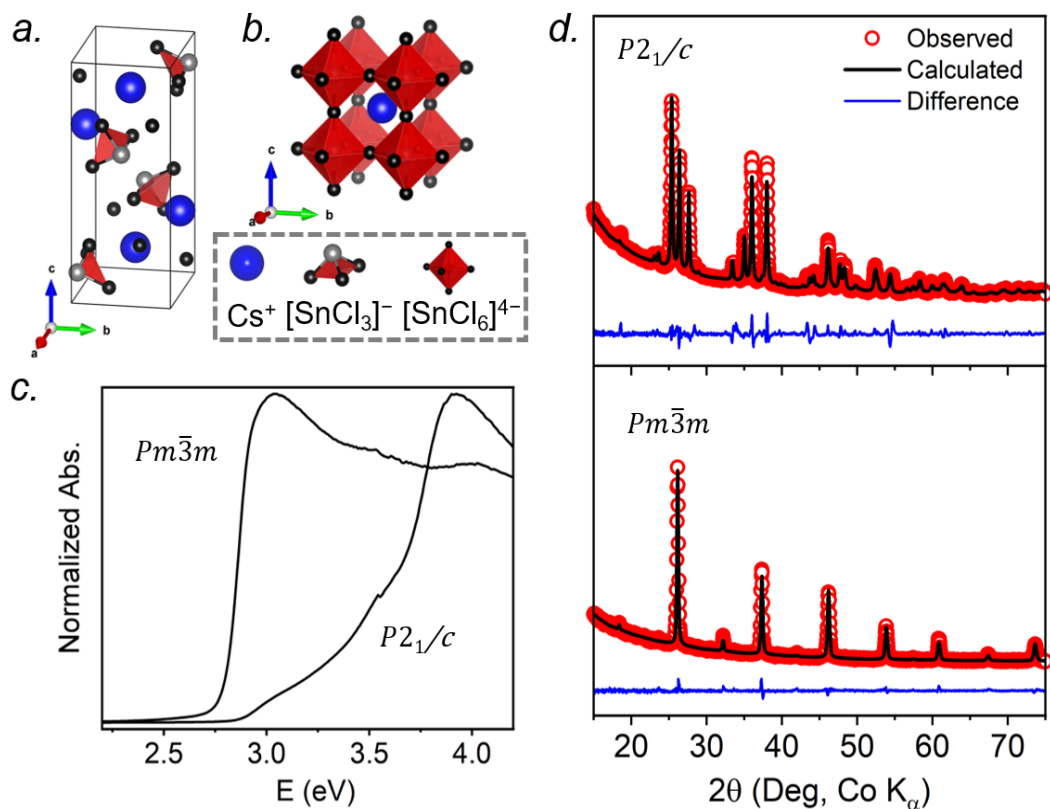 a.
c
b
a
b.
c
b
a
Cs⁺ [SnCl₃]⁻ [SnCl₆]⁴⁻
c.
Normalized Abs.
Pm3̅m
P2₁/c
2.5 3.0 3.5 4.0
E (eV)
d.
P2₁/c
Observed
Calculated
Difference
Pm3̅m
20 30 40 50 60 70
2θ (Deg, Co Kα)